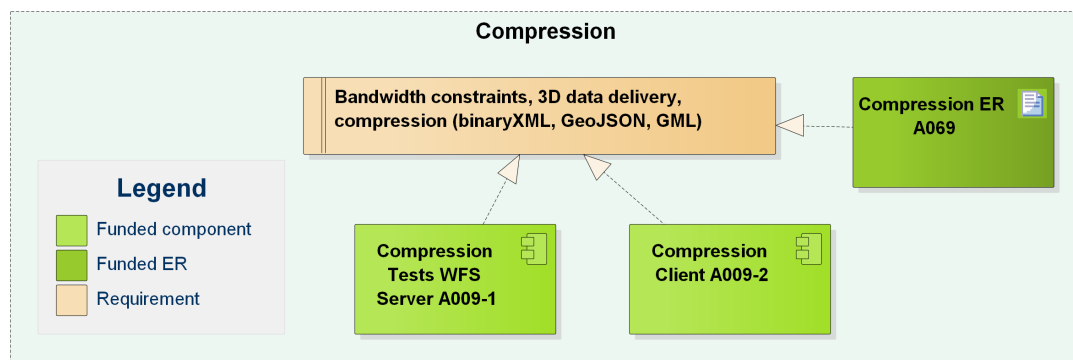 Compression
Bandwidth constraints, 3D data delivery,
compression (binaryXML, GeoJSON, GML)
Compression ER
A069
Legend
Funded component
Funded ER
Requirement
Compression
Tests WFS
Server A009-1
Compression
Client A009-2